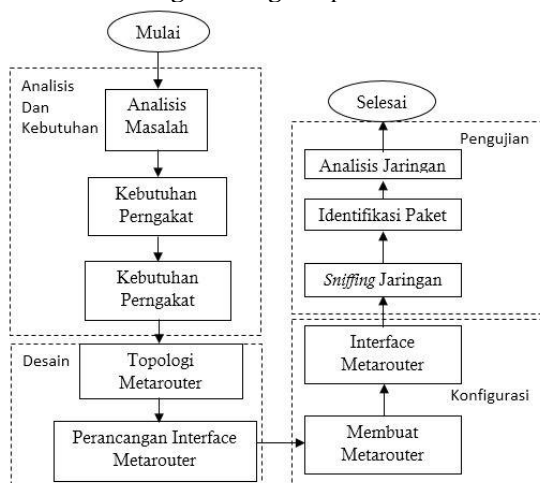 Mulai
Analisis
Dan
Kebutuhan
Analisis
Masalah
Kebutuhan
Perngakat
Kebutuhan
Perngakat
Desain
Topologi
Metarouter
Perancangan Interface
Metarouter
Membuat
Metarouter
Konfigurasi
Interface
Metarouter
Sniffing Jaringan
Identifikasi Paket
Analisis Jaringan
Pengujian
Selesai